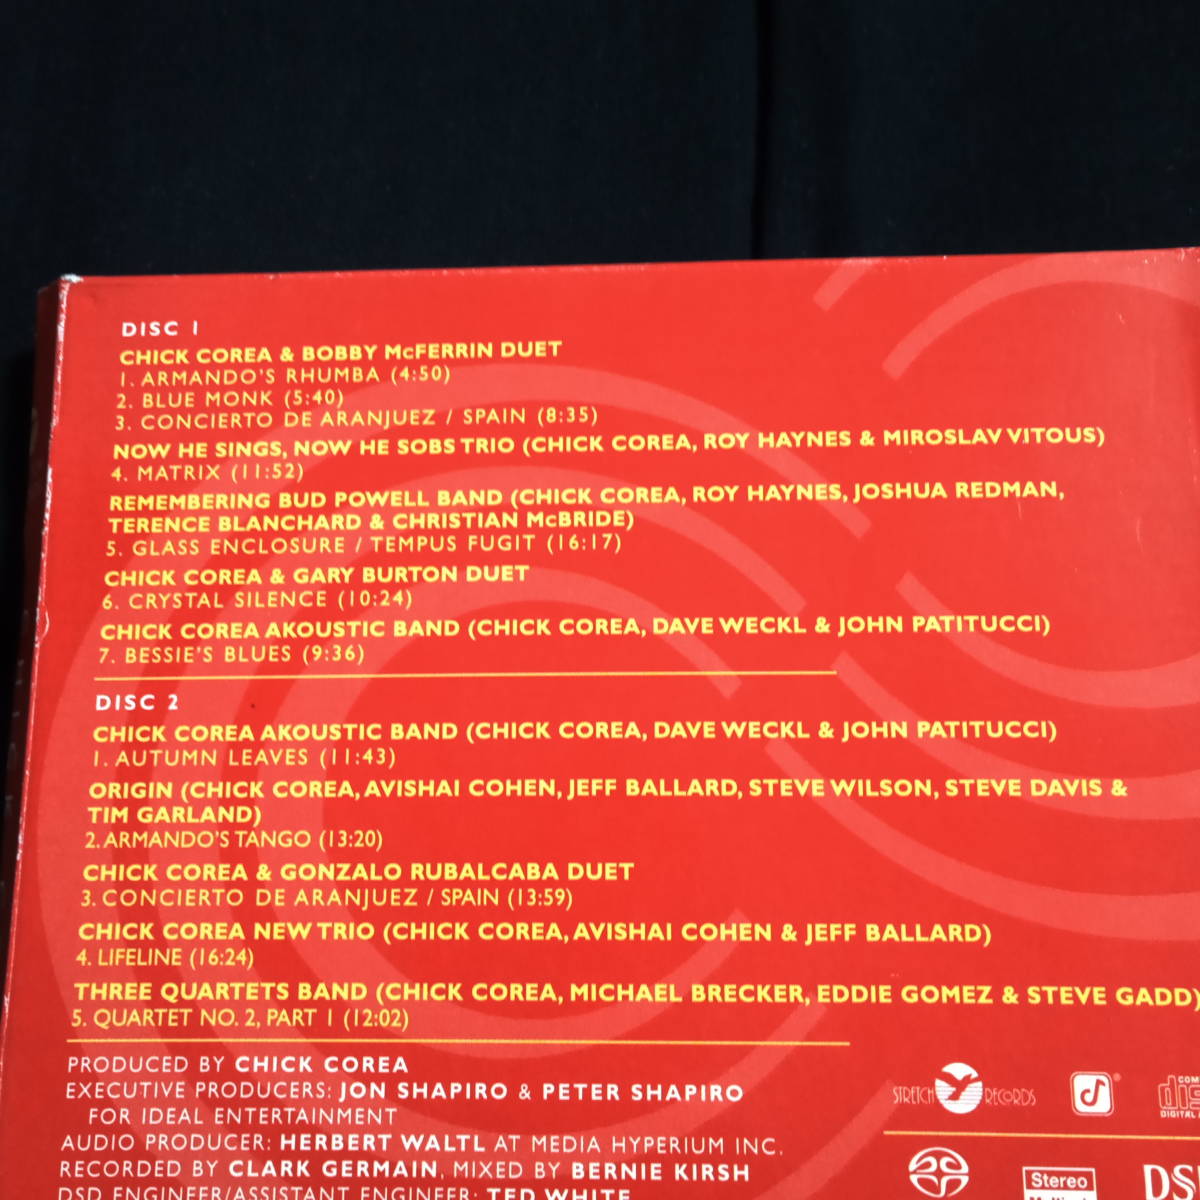 DISC 1
CHICK COREA & BOBBY McFERRIN DUET
1. ARMANDO'S RHUMBA (4:50)
2. BLUE MONK (5:40)
3. CONCIERTO DE ARANJUEZ / SPAIN (8:35)
NOW HE SINGS, NOW HE SOBS TRIO (CHICK COREA, ROY HAYNES & MIROSLAV VITOUS)
4. MATRIX (11:52)
REMEMBERING BUD POWELL BAND (CHICK COREA, ROY HAYNES, JOSHUA REDMAN,
TERENCE BLANCHARD & CHRISTIAN McBRIDE)
5. GLASS ENCLOSURE / TEMPUS FUGIT (16:17)
CHICK COREA & GARY BURTON DUET
6. CRYSTAL SILENCE (10:24)
CHICK COREA AKOUSTIC BAND (CHICK COREA, DAVE WECKL & JOHN PATITUCCI)
7. BESSIE'S BLUES (9:36)
DISC 2
CHICK COREA AKOUSTIC BAND (CHICK COREA, DAVE WECKL & JOHN PATITUCCI)
1. AUTUMN LEAVES (11:43)
ORIGIN (CHICK COREA, AVISHAI COHEN, JEFF BALLARD, STEVE WILSON, STEVE DAVIS &
TIM GARLAND)
2. ARMANDO'S TANGO (13:20)
CHICK COREA & GONZALO RUBALCABA DUET
3. CONCIERTO DE ARANJUEZ / SPAIN (13:59)
CHICK COREA NEW TRIO (CHICK COREA, AVISHAI COHEN & JEFF BALLARD)
4. LIFELINE (16:24)
THREE QUARTETS BAND (CHICK COREA, MICHAEL BRECKER, EDDIE GOMEZ & STEVE GADD)
5. QUARTET NO. 2, PART 1 (12:02)
PRODUCED BY CHICK COREA
EXECUTIVE PRODUCERS: JON SHAPIRO & PETER SHAPIRO
FOR IDEAL ENTERTAINMENT
AUDIO PRODUCER: HERBERT WALTL AT MEDIA HYPERIUM INC.
RECORDED BY CLARK GERMAIN, MIXED BY BERNIE KIRSH
DSD ENGINEER/ASSISTANT ENGINEER: TED WHITE
STRETCH RECORDS
DIGITAL
Stereo